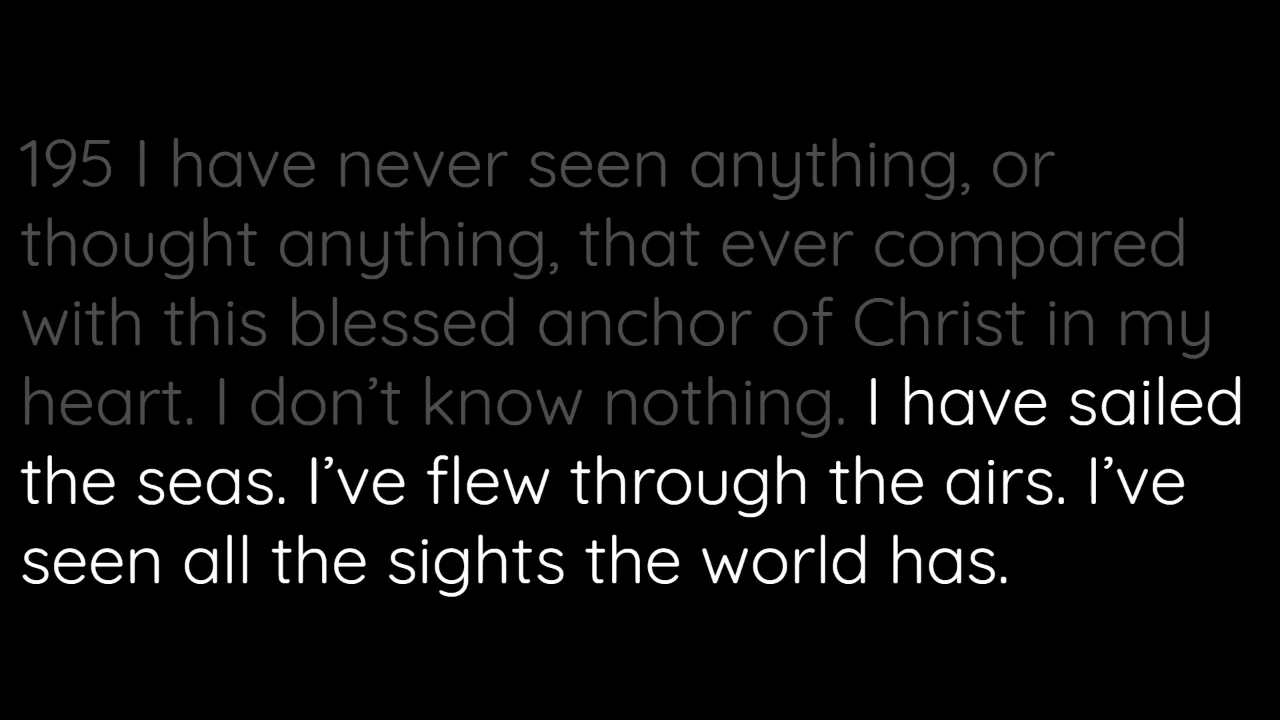 195 I have never seen anything, or
thought anything, that ever compared
with this blessed anchor of Christ in my
heart. I don’t know nothing. I have sailed
the seas. I’ve flew through the airs. I’ve
seen all the sights the world has.